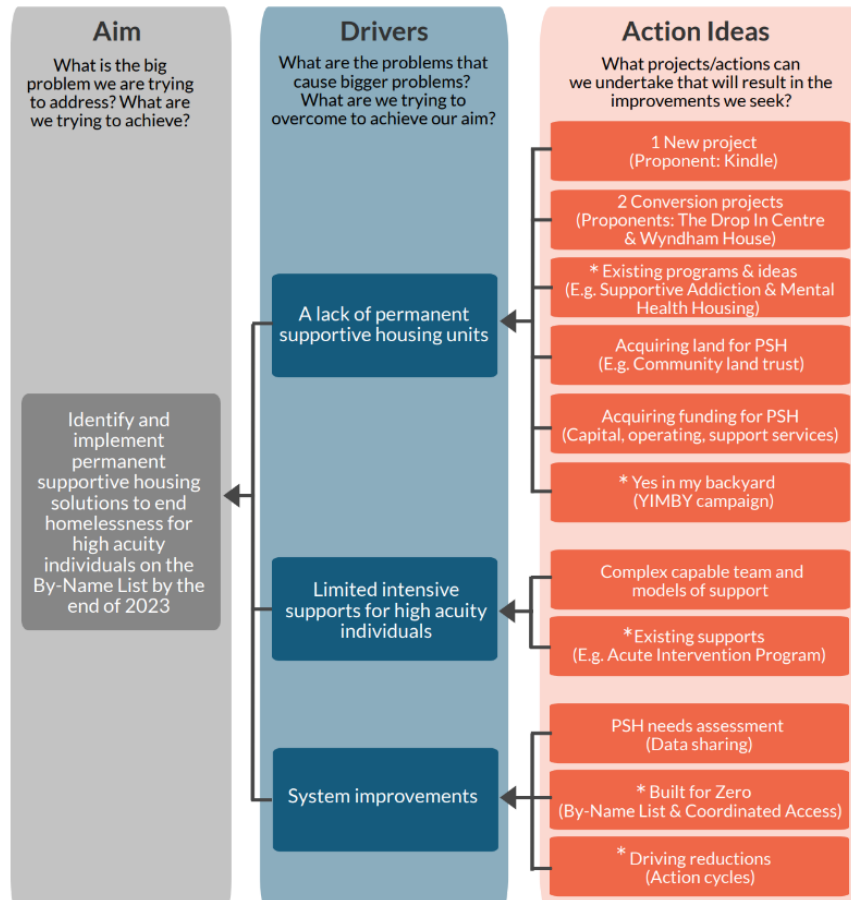 Aim
What is the big
problem we are trying
to address? What are
we trying to achieve?
Identify and
implement
permanent
supportive housing
solutions to end
homelessness for
high acuity
individuals on the
By-Name List by the
end of 2023
Drivers
What are the problems that
cause bigger problems?
What are we trying to
overcome to achieve our aim?
A lack of permanent
supportive housing units
Limited intensive
supports for high acuity
individuals
System improvements
Action Ideas
What projects/actions can
we undertake that will result in the
improvements we seek?
1 New project
(Proponent: Kindle)
2 Conversion projects
(Proponents: The Drop In Centre
& Wyndham House)
* Existing programs & ideas
(E.g. Supportive Addiction & Mental
Health Housing)
Acquiring land for PSH
(E.g. Community land trust)
Acquiring funding for PSH
(Capital, operating, support services)
* Yes in my backyard
(YIMBY campaign)
Complex capable team and
models of support
*Existing supports
(E.g. Acute Intervention Program)
PSH needs assessment
(Data sharing)
* Built for Zero
(By-Name List & Coordinated Access)
* Driving reductions
(Action cycles)